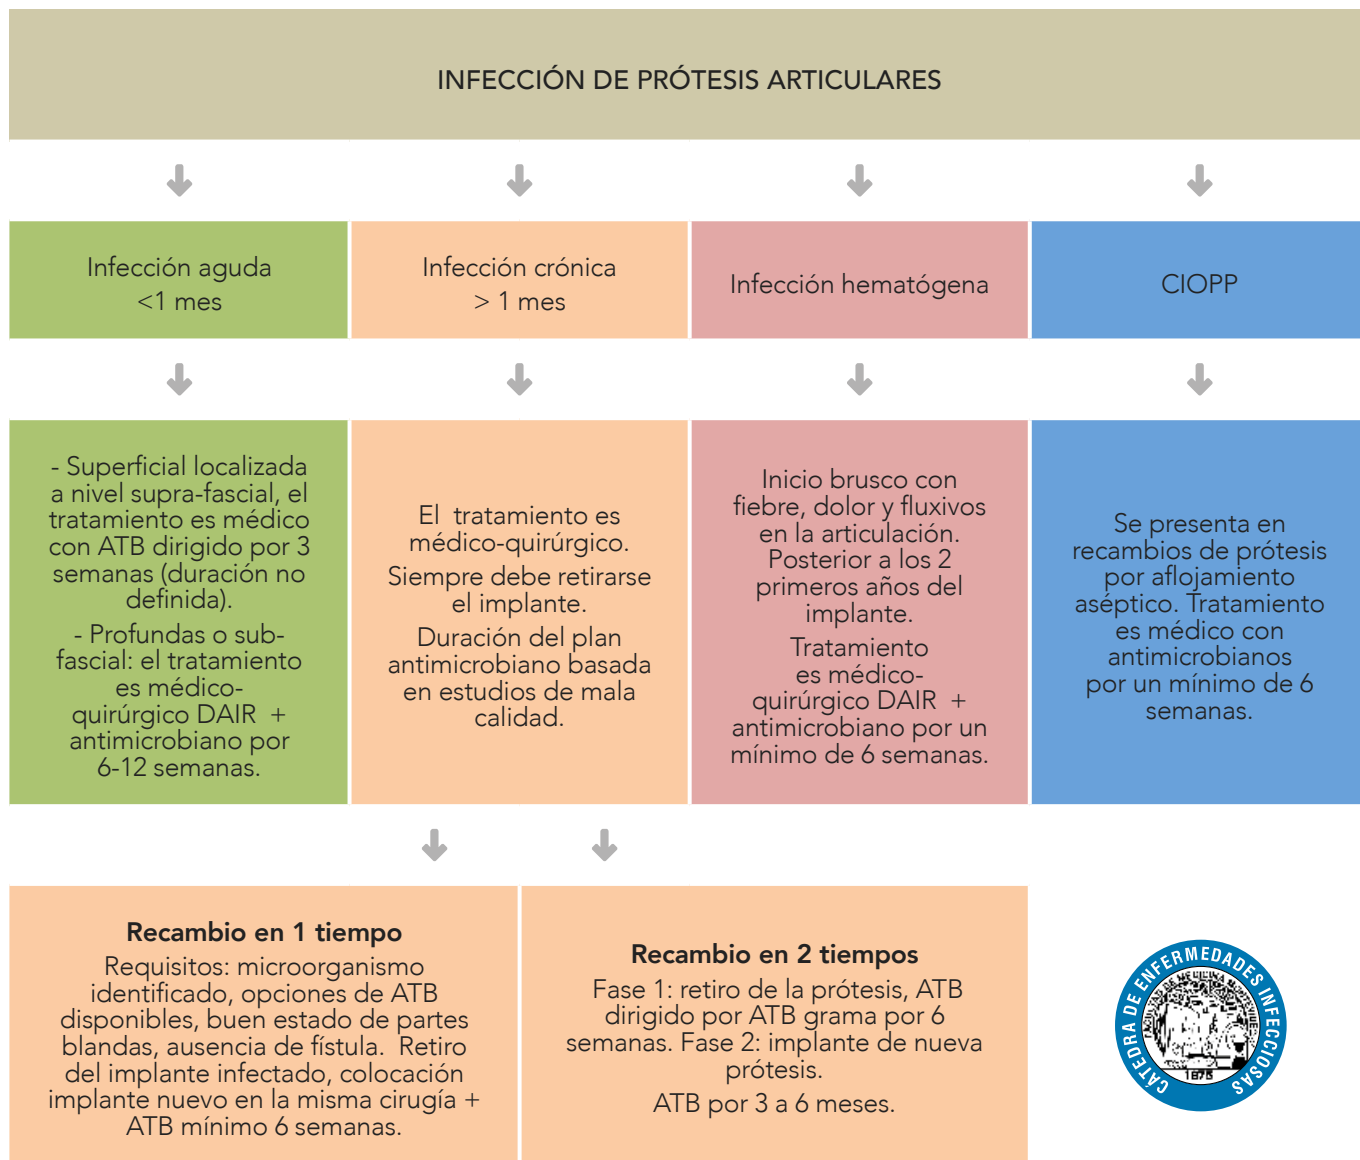 INFECCIÓN DE PRÓTESIS ARTICULARES
Infección aguda
<1 mes
Infección crónica
> 1 mes
Infección hematógena
CIOPP
- Superficial localizada
a nivel supra-fascial, el
tratamiento es médico
con ATB dirigido por 3
semanas (duración no
definida).
- Profundas o sub-
fascial: el tratamiento
es médico-
quirúrgico DAIR +
antimicrobiano por
6-12 semanas.
El tratamiento es
médico-quirúrgico.
Siempre debe retirarse
el implante.
Duración del plan
antimicrobiano basada
en estudios de mala
calidad.
Inicio brusco con
fiebre, dolor y fluxivos
en la articulación.
Posterior a los 2
primeros años del
implante.
Tratamiento
es médico-
quirúrgico DAIR +
antimicrobiano por un
mínimo de 6 semanas.
Se presenta en
recambios de prótesis
por aflojamiento
aséptico. Tratamiento
es médico con
antimicrobianos
por un mínimo de 6
semanas.
Recambio en 1 tiempo
Requisitos: microorganismo
identificado, opciones de ATB
disponibles, buen estado de partes
blandas, ausencia de fístula. Retiro
del implante infectado, colocación
implante nuevo en la misma cirugía +
ATB mínimo 6 semanas.
Recambio en 2 tiempos
Fase 1: retiro de la prótesis, ATB
dirigido por ATB grama por 6
semanas. Fase 2: implante de nueva
prótesis.
ATB por 3 a 6 meses.
CÁTEDRA DE ENFERMEDADES INFECCIOSAS
1875